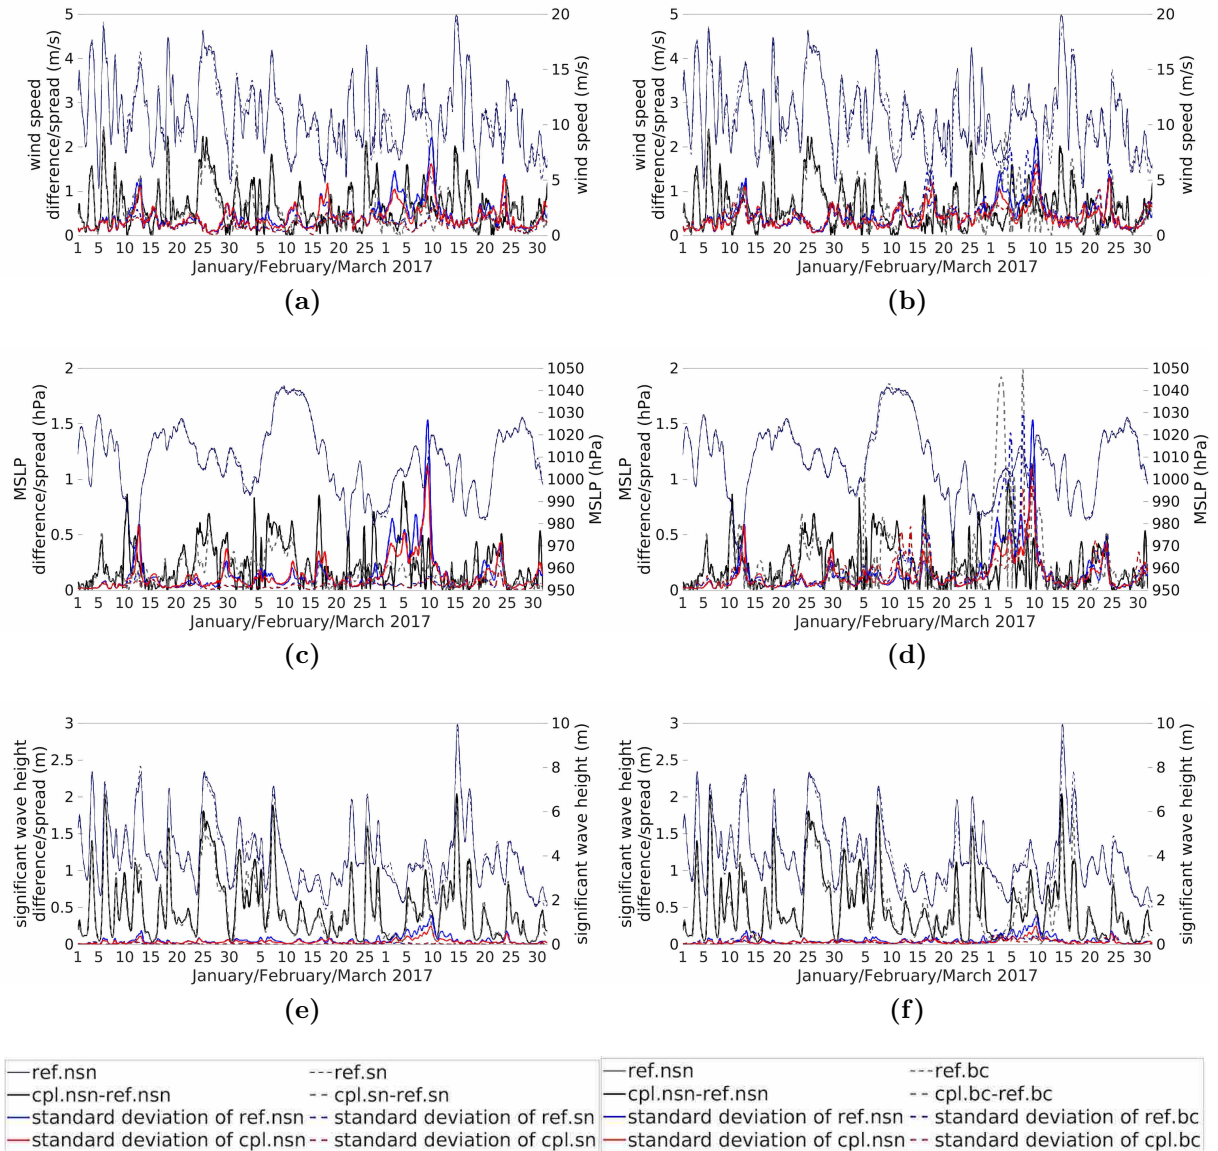 5 4 3 2 1 0
wind speed
difference/spread (m/s)
20 15 10 5 0
wind speed (m/s)
1 5 10 15 20 25 30 5 10 15 20 25 1 5 10 15 20 25 30
January/February/March 2017
(a)
5 4 3 2 1 0
wind speed
difference/spread (m/s)
20 15 10 5 0
wind speed (m/s)
1 5 10 15 20 25 30 5 10 15 20 25 1 5 10 15 20 25 30
January/February/March 2017
(b)
2 1.5 1 0.5 0
MSLP
difference/spread (hPa)
1050 1040 1030 1020 1010 1000 990 980 970 960 950
MSLP (hPa)
1 5 10 15 20 25 30 5 10 15 20 25 1 5 10 15 20 25 30
January/February/March 2017
(c)
2 1.5 1 0.5 0
MSLP
difference/spread (hPa)
1050 1040 1030 1020 1010 1000 990 980 970 960 950
MSLP (hPa)
1 5 10 15 20 25 30 5 10 15 20 25 1 5 10 15 20 25 30
January/February/March 2017
(d)
3 2.5 2 1.5 1 0.5 0
significant wave height
difference/spread (m)
10 8 6 4 2 0
significant wave height (m)
1 5 10 15 20 25 30 5 10 15 20 25 1 5 10 15 20 25 30
January/February/March 2017
(e)
3 2.5 2 1.5 1 0.5 0
significant wave height
difference/spread (m)
10 8 6 4 2 0
significant wave height (m)
1 5 10 15 20 25 30 5 10 15 20 25 1 5 10 15 20 25 30
January/February/March 2017
(f)
ref.nsn ref.sn
cpl.nsn-ref.nsn cpl.sn-ref.sn
standard deviation of ref.nsn standard deviation of ref.sn
standard deviation of cpl.nsn standard deviation of cpl.sn
ref.nsn ref.bc
cpl.nsn-ref.nsn cpl.bc-ref.bc
standard deviation of ref.nsn standard deviation of ref.bc
standard deviation of cpl.nsn standard deviation of cpl.bc